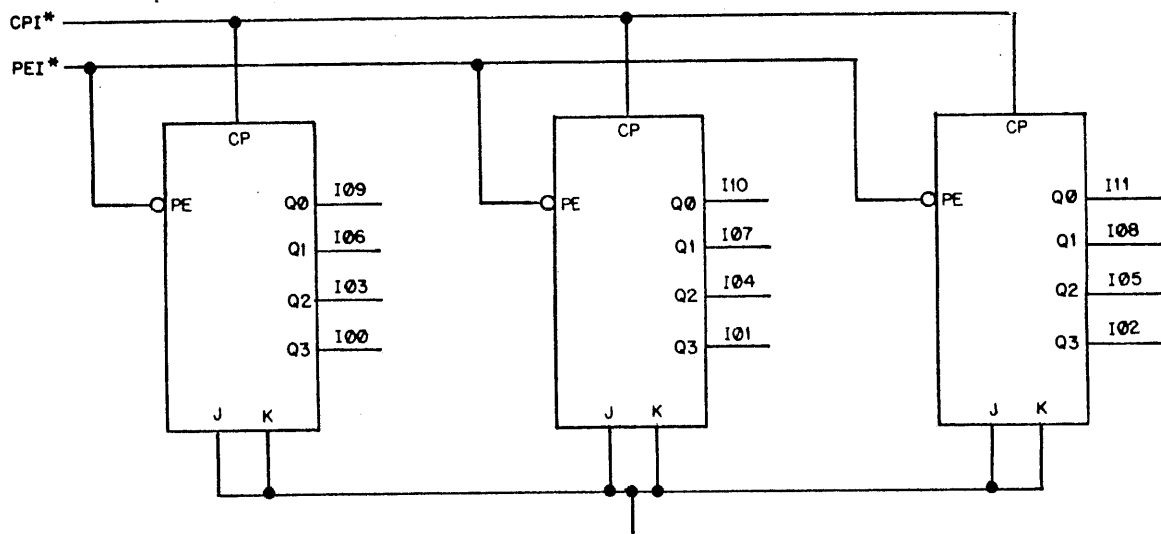 CPI*
PEI*
CP
PE
Q0 I09
Q1 I06
Q2 I03
Q3 I00
J K
CP
PE
Q0 I10
Q1 I07
Q2 I04
Q3 I01
J K
CP
PE
Q0 I11
Q1 I08
Q2 I05
Q3 I02
J K